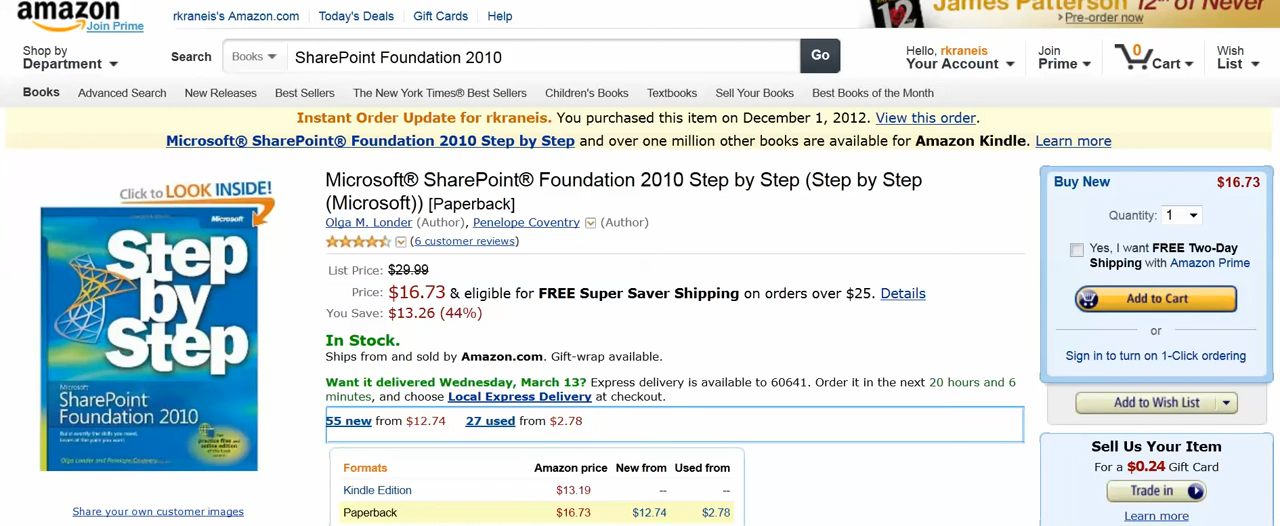 amazon
Join Prime
rkraneis's Amazon.com Today's Deals Gift Cards Help
James Patterson 12th of Never
> Pre-order now
12
Shop by
Department
Search Books SharePoint Foundation 2010 Go
Hello, rkraneis
Your Account
Join
Prime
0
Cart
Wish
List
Books Advanced Search New Releases Best Sellers The New York Times® Best Sellers Children's Books Textbooks Sell Your Books Best Books of the Month
Instant Order Update for rkraneis. You purchased this item on December 1, 2012. View this order.
Microsoft® SharePoint® Foundation 2010 Step by Step and over one million other books are available for Amazon Kindle. Learn more
Click to LOOK INSIDE!
Microsoft
Step
by
Step
Microsoft
SharePoint
Foundation 2010
Build exactly the skills you need.
Learn at the pace you want.
Olga Londer and Penelope Coventry
Share your own customer images
Microsoft® SharePoint® Foundation 2010 Step by Step (Step by Step
(Microsoft)) [Paperback]
Olga M. Londer (Author), Penelope Coventry (Author)
(6 customer reviews)
List Price: $29.99
Price: $16.73 & eligible for FREE Super Saver Shipping on orders over $25. Details
You Save: $13.26 (44%)
In Stock.
Ships from and sold by Amazon.com. Gift-wrap available.
Want it delivered Wednesday, March 13? Express delivery is available to 60641. Order it in the next 20 hours and 6
minutes, and choose Local Express Delivery at checkout.
55 new from $12.74 27 used from $2.78
Formats Amazon price New from Used from
Kindle Edition $13.19 -- --
Paperback $16.73 $12.74 $2.78
Buy New $16.73
Quantity: 1
Yes, I want FREE Two-Day
Shipping with Amazon Prime
Add to Cart
or
Sign in to turn on 1-Click ordering
Add to Wish List
Sell Us Your Item
For a $0.24 Gift Card
Trade in
Learn more